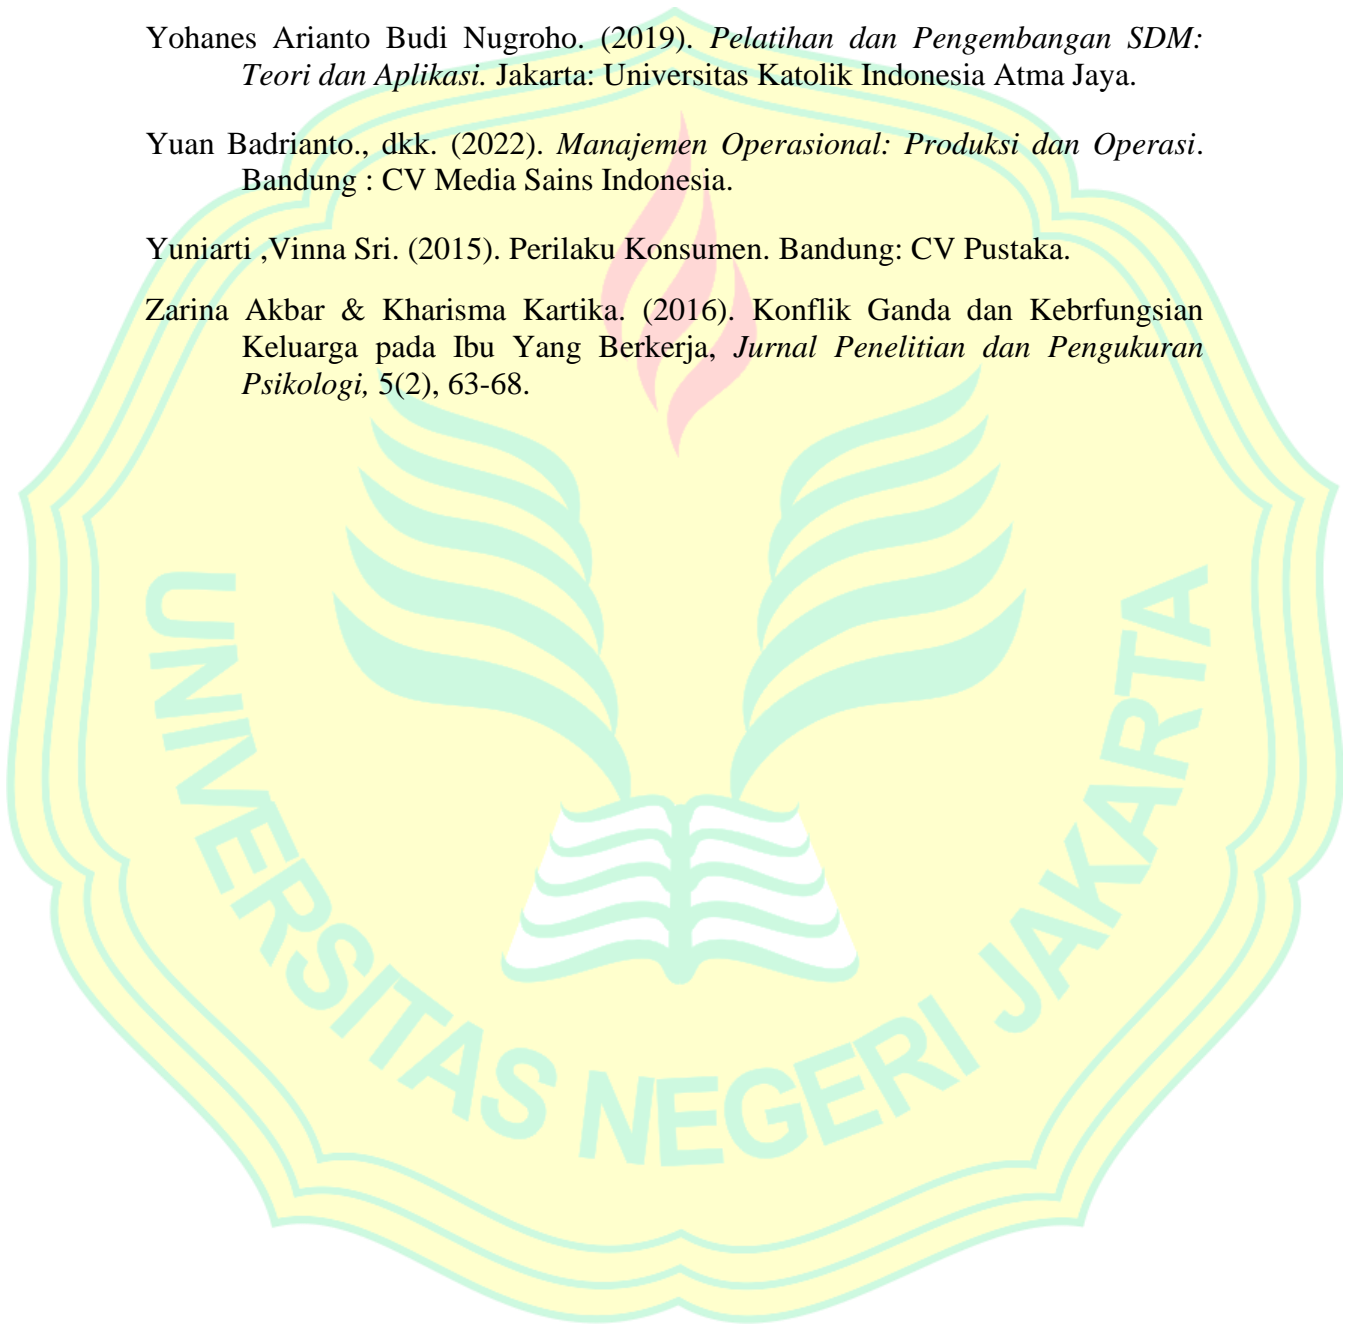 Yohanes Arianto Budi Nugroho. (2019). Pelatihan dan Pengembangan SDM:
Teori dan Aplikasi. Jakarta: Universitas Katolik Indonesia Atma Jaya.
Yuan Badrianto., dkk. (2022). Manajemen Operasional: Produksi dan Operasi.
Bandung : CV Media Sains Indonesia.
Yuniarti ,Vinna Sri. (2015). Perilaku Konsumen. Bandung: CV Pustaka.
Zarina Akbar & Kharisma Kartika. (2016). Konflik Ganda dan Kebrfungsian
Keluarga pada Ibu Yang Berkerja, Jurnal Penelitian dan Pengukuran
Psikologi, 5(2), 63-68.
UNIVERSITAS NEGERI JAKARTA